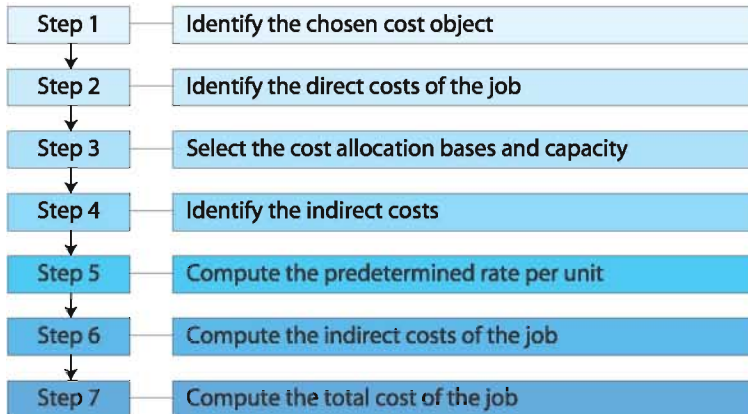 Step 1 Identify the chosen cost object
Step 2 Identify the direct costs of the job
Step 3 Select the cost allocation bases and capacity
Step 4 Identify the indirect costs
Step 5 Compute the predetermined rate per unit
Step 6 Compute the indirect costs of the job
Step 7 Compute the total cost of the job